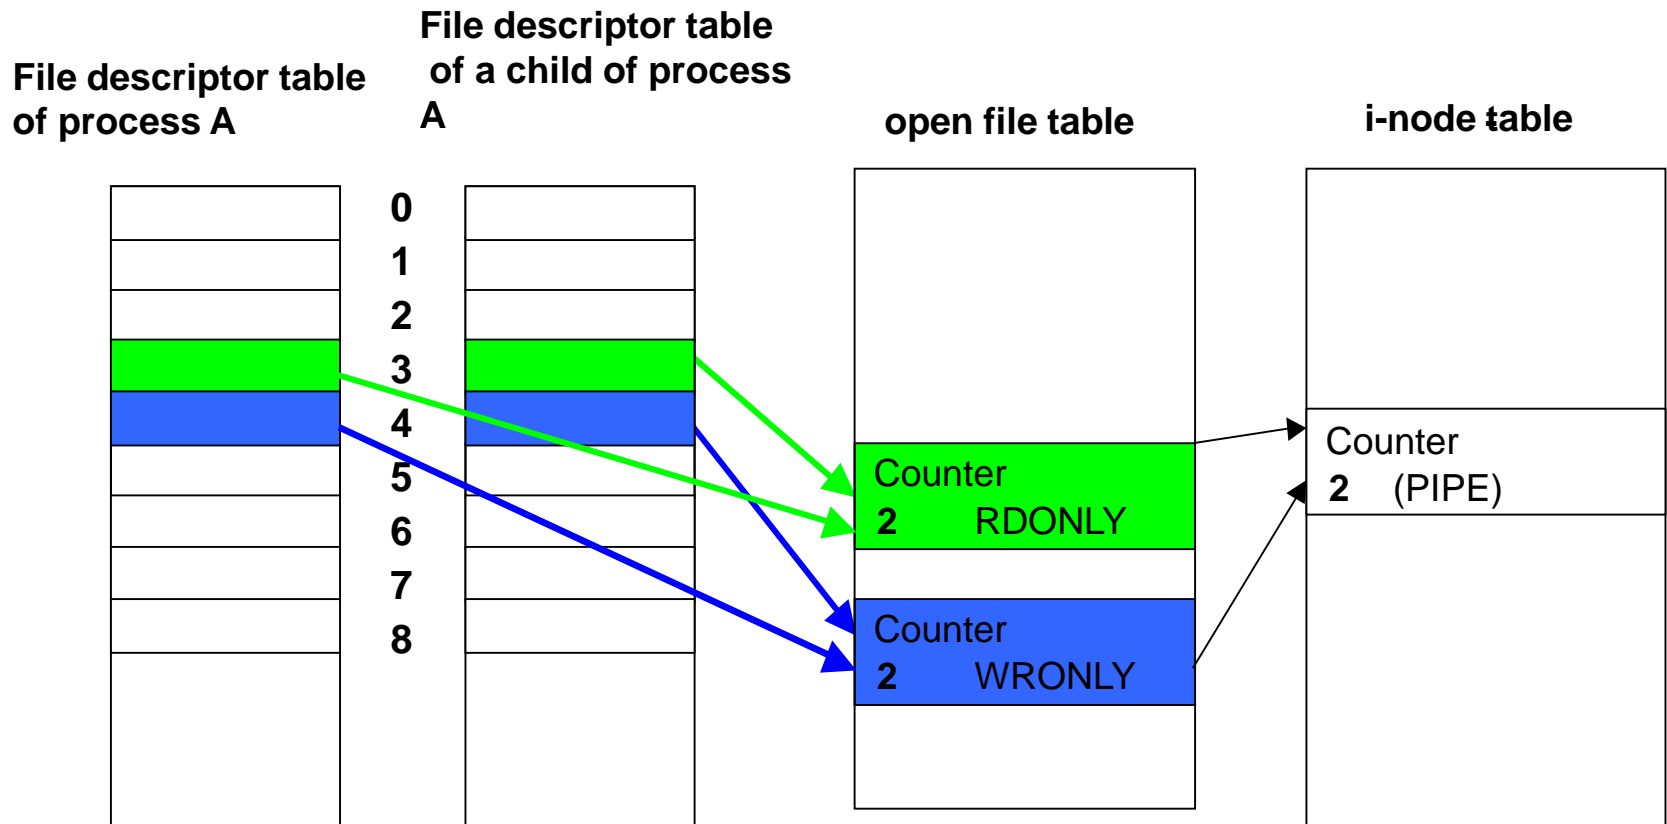 File descriptor table
of process A
File descriptor table
of a child of process
A
open file table
i-node table
0
1
2
3
4
5
6
7
8
Counter
2 RDONLY
Counter
2 WRONLY
Counter
2 (PIPE)